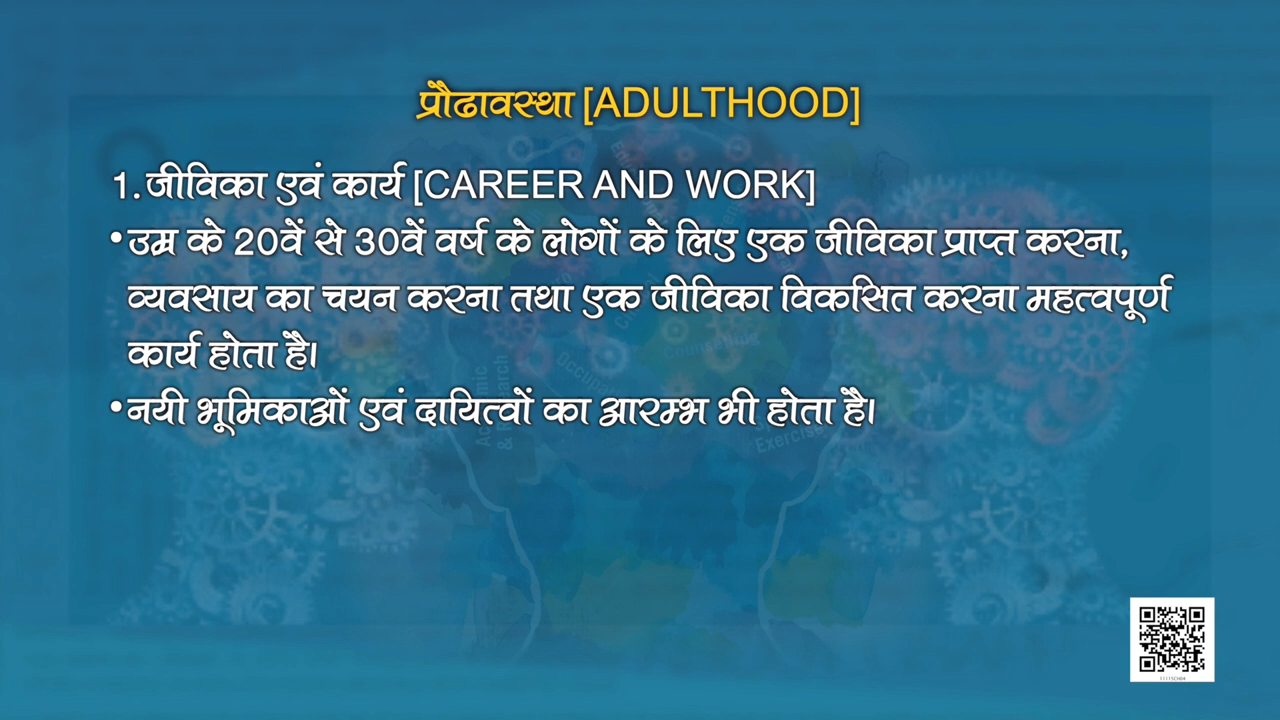 प्रौढावस्था [ADULTHOOD]
1. जीविका एवं कार्य [CAREER AND WORK]
•उम्र के 20वें से 30वें वर्ष के लोगों के लिए एक जीविका प्राप्त करना,
व्यवसाय का चयन करना तथा एक जीविका विकसित करना महत्वपूर्ण
कार्य होता है।
•नयी भूमिकाओं एवं दायित्वों का आरम्भ भी होता है।